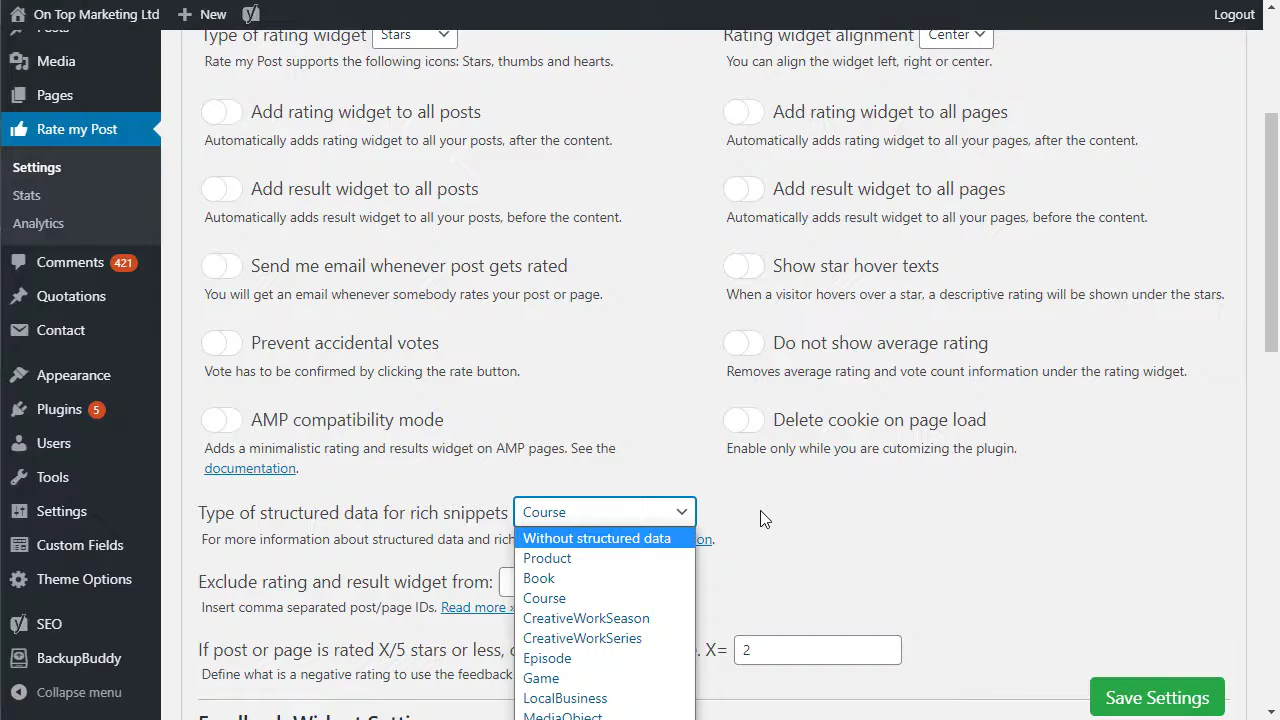 On Top Marketing Ltd
New
Logout
Posts
Media
Pages
Rate my Post
Settings
Stats
Analytics
Comments 421
Quotations
Contact
Appearance
Plugins 5
Users
Tools
Settings
Custom Fields
Theme Options
SEO
BackupBuddy
Collapse menu
Type of rating widget Stars
Rate my Post supports the following icons: Stars, thumbs and hearts.
Rating widget alignment Center
You can align the widget left, right or center.
Add rating widget to all posts
Automatically adds rating widget to all your posts, after the content.
Add rating widget to all pages
Automatically adds rating widget to all your pages, after the content.
Add result widget to all posts
Automatically adds result widget to all your posts, before the content.
Add result widget to all pages
Automatically adds result widget to all your pages, before the content.
Send me email whenever post gets rated
You will get an email whenever somebody rates your post or page.
Show star hover texts
When a visitor hovers over a star, a descriptive rating will be shown under the stars.
Prevent accidental votes
Vote has to be confirmed by clicking the rate button.
Do not show average rating
Removes average rating and vote count information under the rating widget.
AMP compatibility mode
Adds a minimalistic rating and results widget on AMP pages. See the
documentation.
Delete cookie on page load
Enable only while you are cutomizing the plugin.
Type of structured data for rich snippets Course
For more information about structured data and rich
Without structured data
Product
Book
Course
CreativeWorkSeason
CreativeWorkSeries
Episode
Game
LocalBusiness
MediaObject
Exclude rating and result widget from:
Insert comma separated post/page IDs. Read more »
If post or page is rated X/5 stars or less, X= 2
Define what is a negative rating to use the feedback
Save Settings